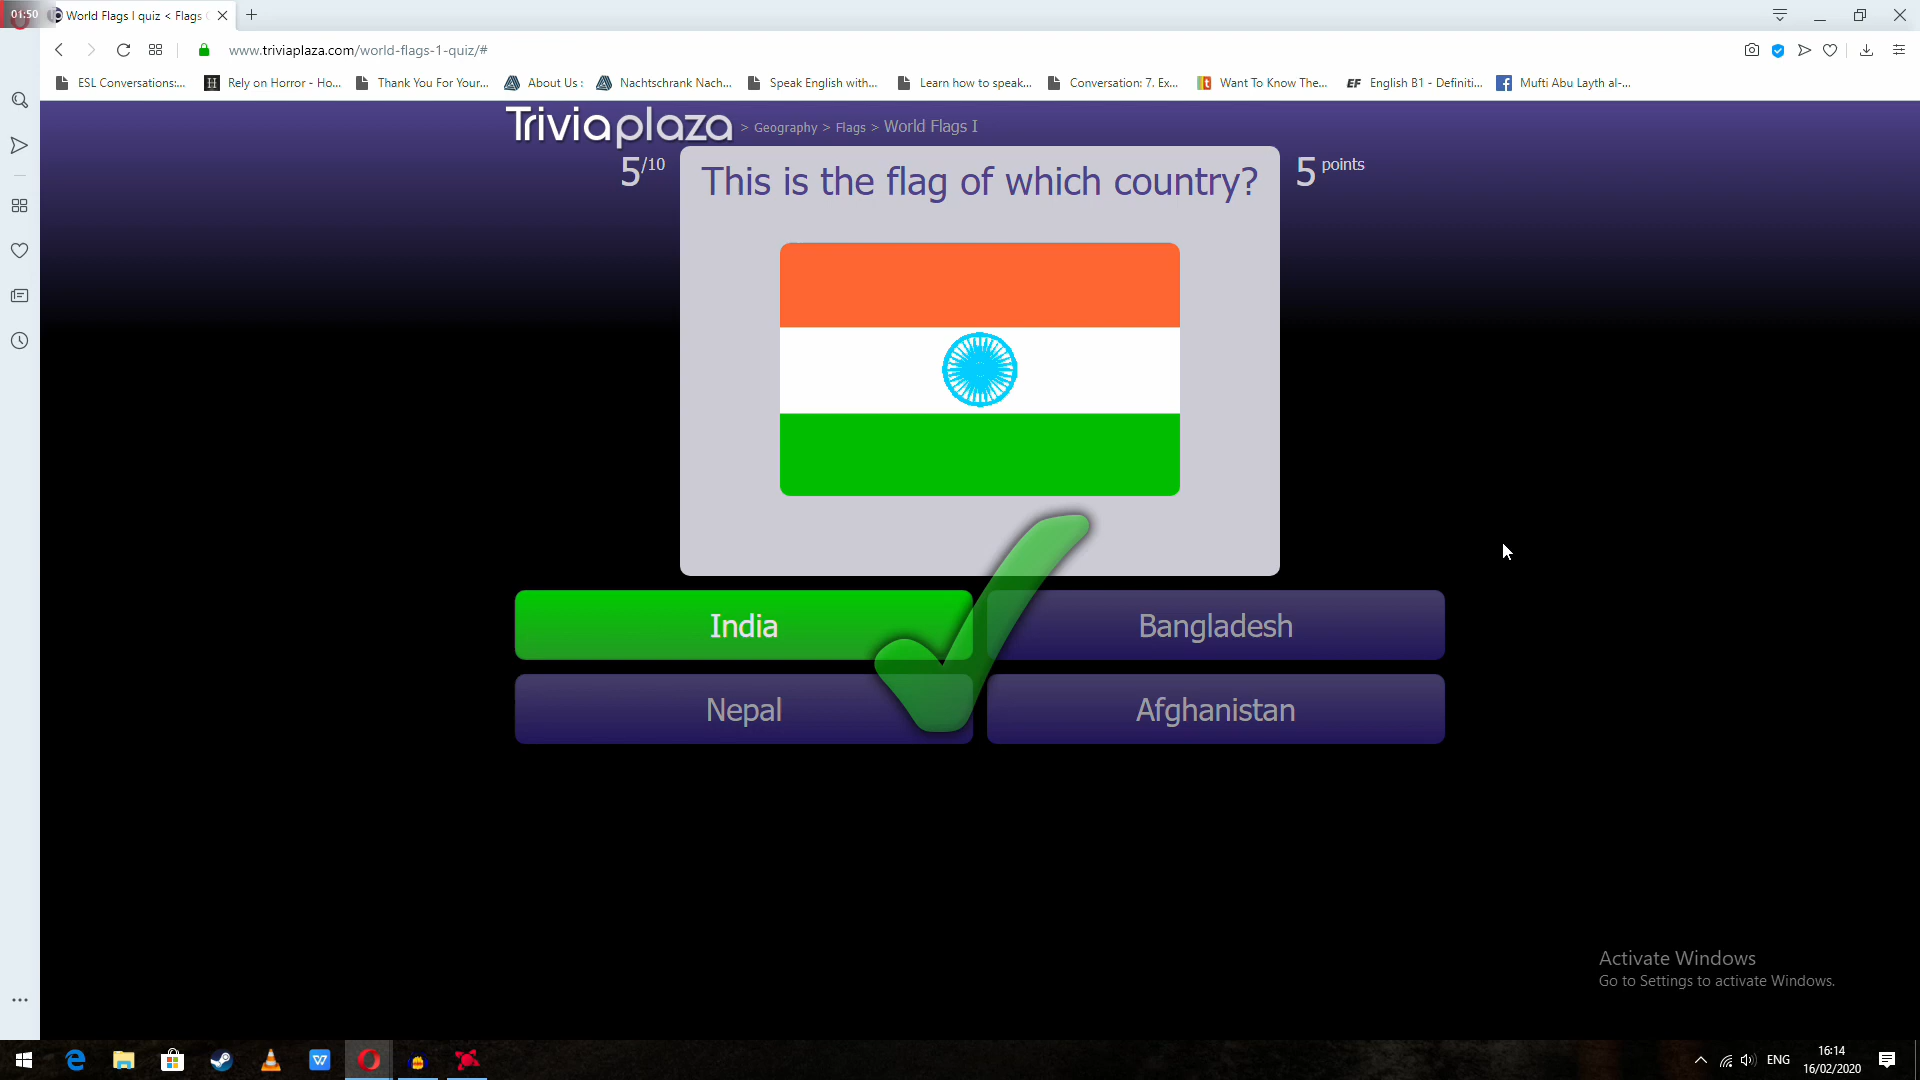 01:50
World Flags I quiz < Flags
www.triviaplaza.com/world-flags-1-quiz/#
ESL Conversations:...
Rely on Horror - Ho...
Thank You For Your...
About Us :
Nachtschrank Nach...
Speak English with...
Learn how to speak...
Conversation: 7. Ex...
Want To Know The...
EF English B1 - Definiti...
Mufti Abu Layth al-...
Triviaplaza > Geography > Flags > World Flags I
5/10
This is the flag of which country?
5 points
India
Bangladesh
Nepal
Afghanistan
Activate Windows
Go to Settings to activate Windows.
ENG
16:14
16/02/2020